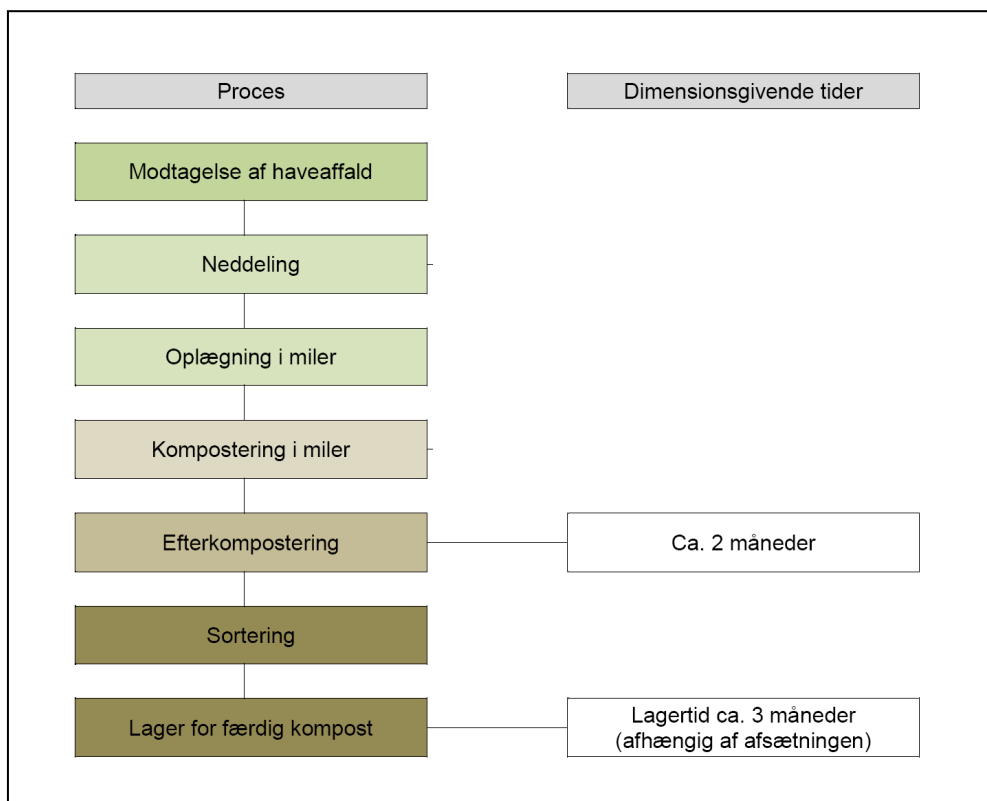 Proces
Dimensionsgivende tider
Modtagelse af haveaffald
Neddeling
Oplægning i miler
Kompostering i miler
Efterkompostering
Ca. 2 måneder
Sortering
Lager for færdig kompost
Lagertid ca. 3 måneder
(afhængig af afsætningen)